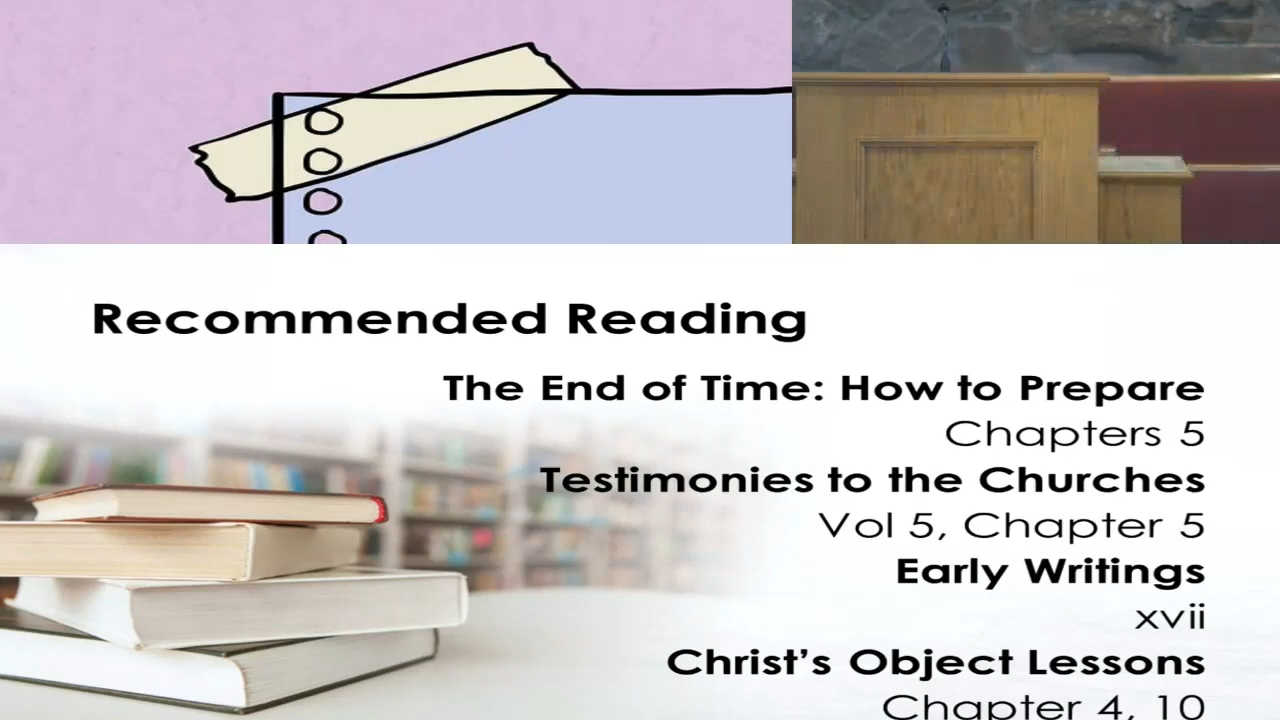 Recommended Reading
The End of Time: How to Prepare
Chapters 5
Testimonies to the Churches
Vol 5, Chapter 5
Early Writings
xvii
Christ's Object Lessons
Chapter 4, 10